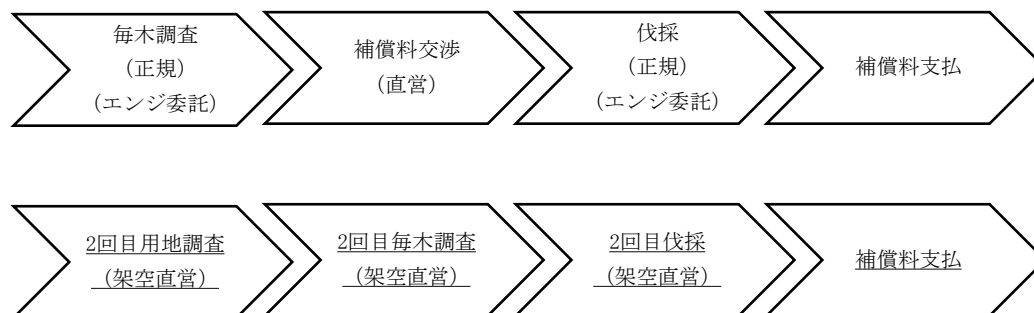 毎木調査
（正規）
（エンジ委託）
補償料交渉
（直営）
伐採
（正規）
（エンジ委託）
補償料支払
2回目用地調査
（架空直営）
2回目毎木調査
（架空直営）
2回目伐採
（架空直営）
補償料支払